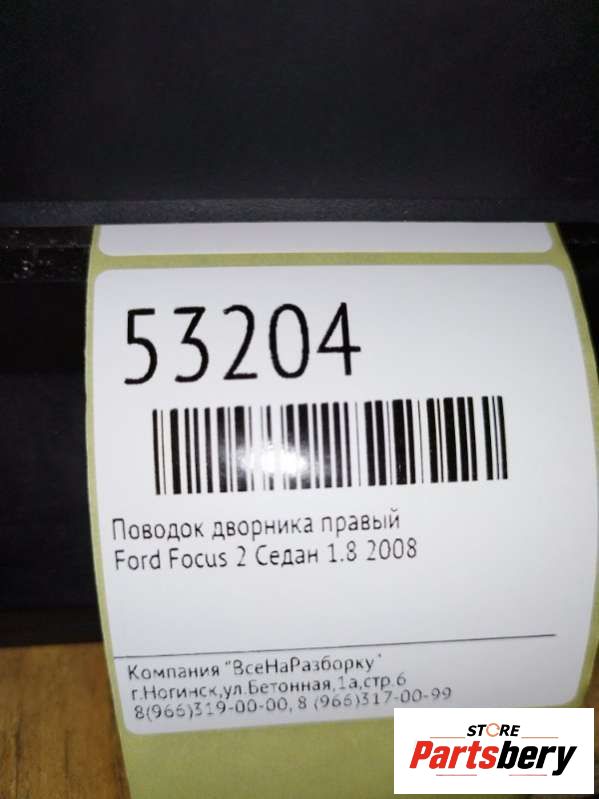 53204
Поводок дворника правый
Ford Focus 2 Седан 1.8 2008
Компания "ВсеНаРазборку"
г.Ногинск,ул.Бетонная,1а,стр.6
8(966)319-00-00, 8 (966)317-00-99
STORE
Partsbery